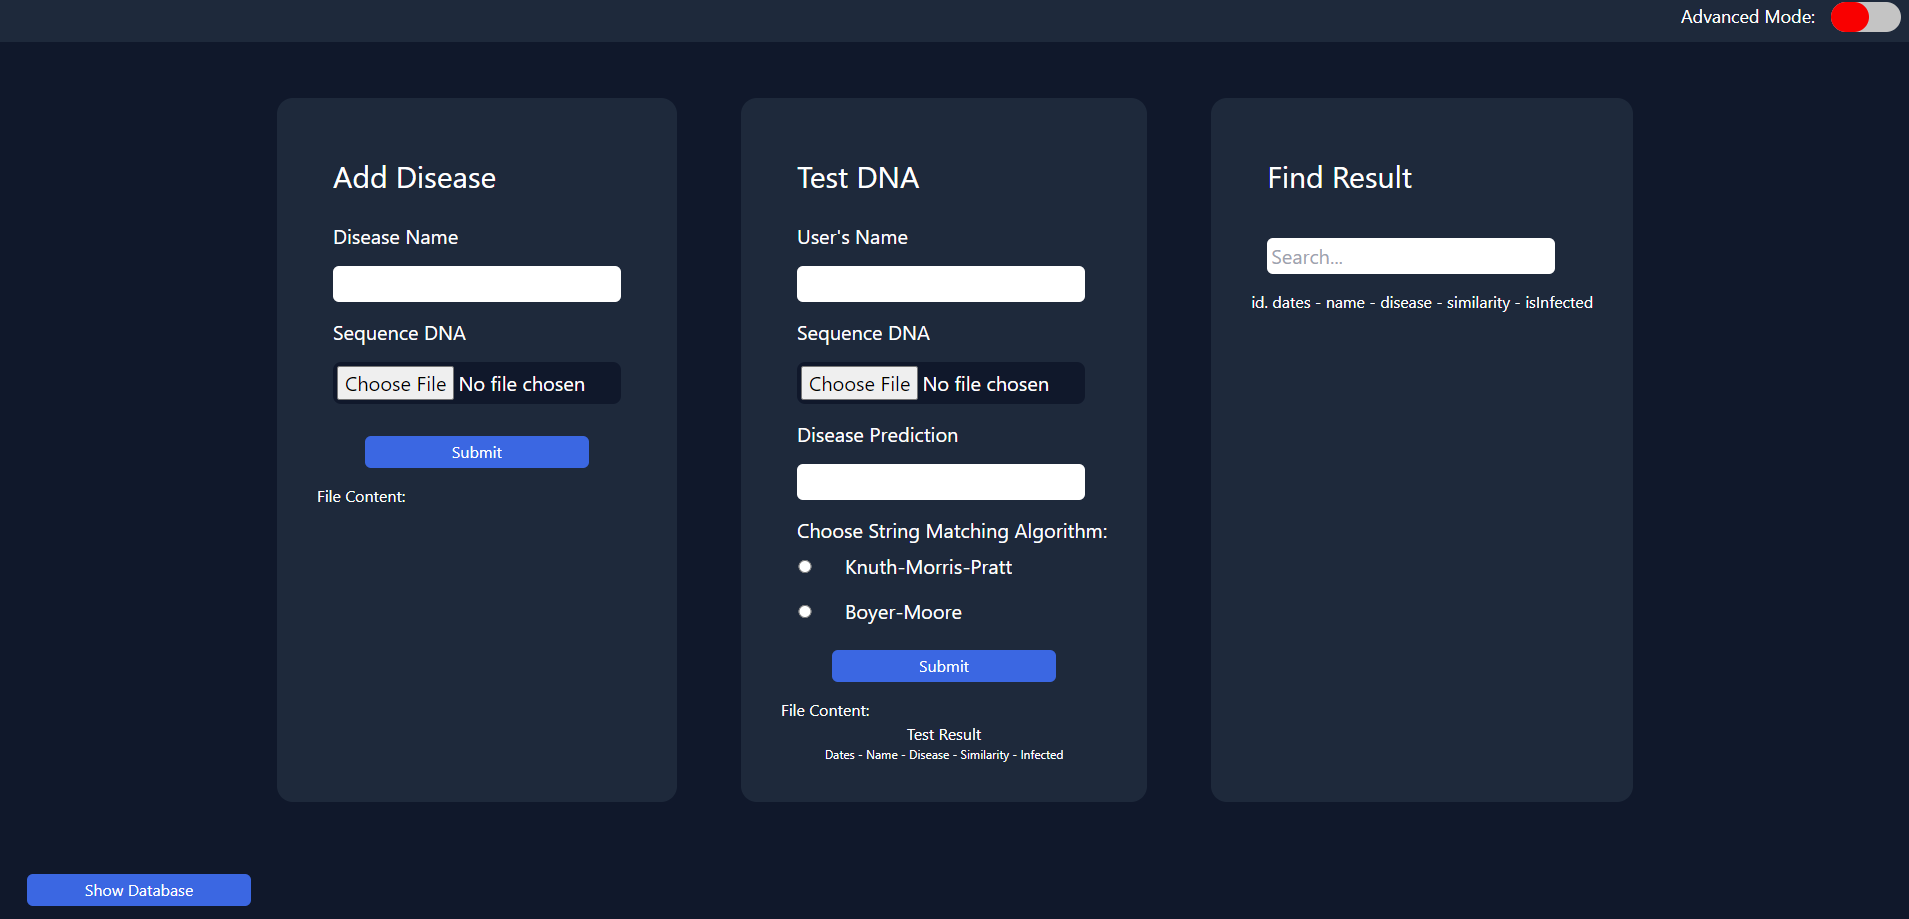 Advanced Mode:
Add Disease
Disease Name
Sequence DNA
Choose File No file chosen
Submit
File Content:
Test DNA
User's Name
Sequence DNA
Choose File No file chosen
Disease Prediction
Choose String Matching Algorithm:
Knuth-Morris-Pratt
Boyer-Moore
Submit
File Content:
Test Result
Dates - Name - Disease - Similarity - Infected
Find Result
Search...
id. dates - name - disease - similarity - isInfected
Show Database